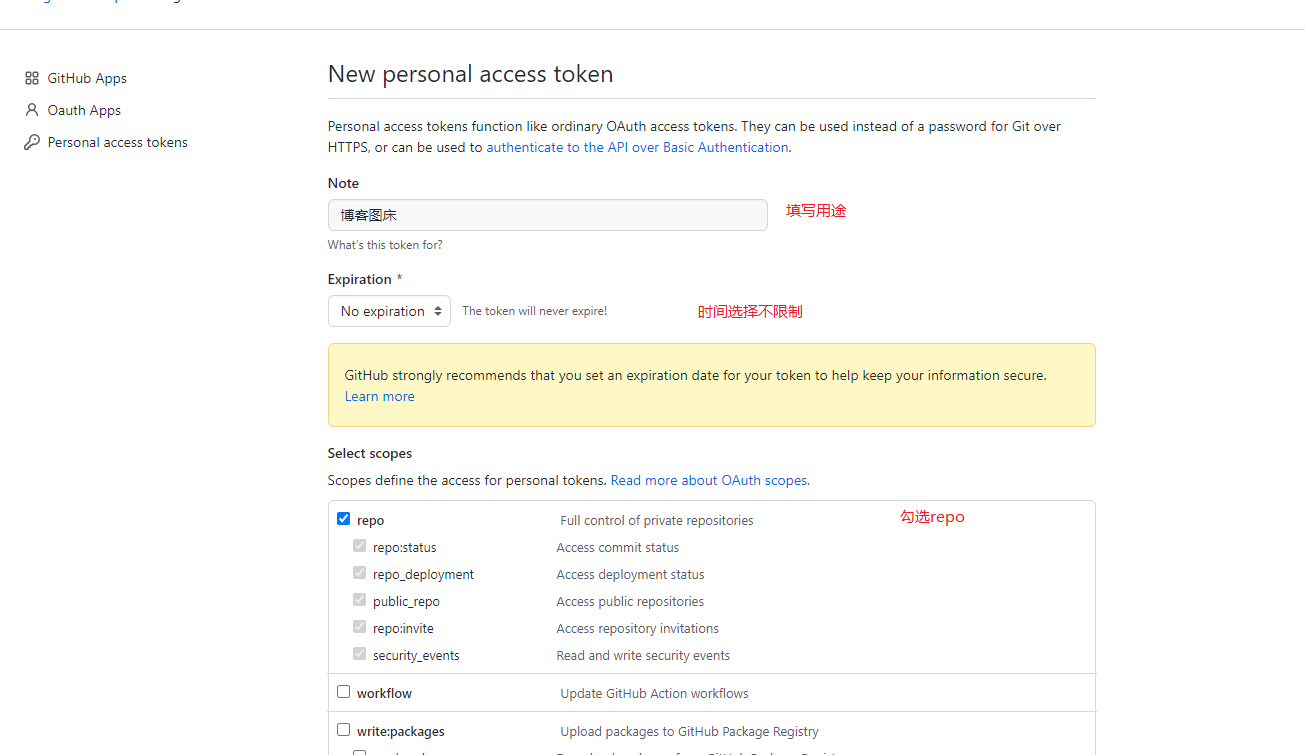 GitHub Apps
Oauth Apps
Personal access tokens
New personal access token
Personal access tokens function like ordinary OAuth access tokens. They can be used instead of a password for Git over
HTTPS, or can be used to authenticate to the API over Basic Authentication.
Note
博客图床 填写用途
What's this token for?
Expiration *
No expiration The token will never expire! 时间选择不限制
GitHub strongly recommends that you set an expiration date for your token to help keep your information secure.
Learn more
Select scopes
Scopes define the access for personal tokens. Read more about OAuth scopes.
repo Full control of private repositories 勾选repo
repo:status Access commit status
repo_deployment Access deployment status
public_repo Access public repositories
repo:invite Access repository invitations
security_events Read and write security events
workflow Update GitHub Action workflows
write:packages Upload packages to GitHub Package Registry